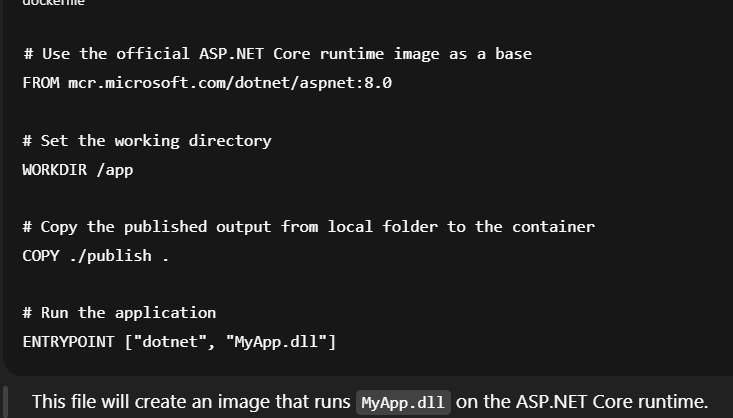 dockerfile
# Use the official ASP.NET Core runtime image as a base
FROM mcr.microsoft.com/dotnet/aspnet:8.0
# Set the working directory
WORKDIR /app
# Copy the published output from local folder to the container
COPY ./publish .
# Run the application
ENTRYPOINT ["dotnet", "MyApp.dll"]
This file will create an image that runs MyApp.dll on the ASP.NET Core runtime.